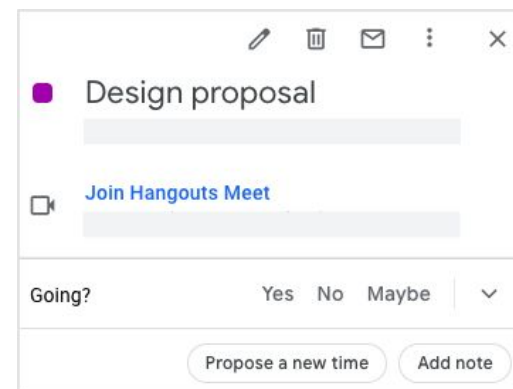 Design proposal
Join Hangouts Meet
Going? Yes No Maybe
Propose a new time Add note